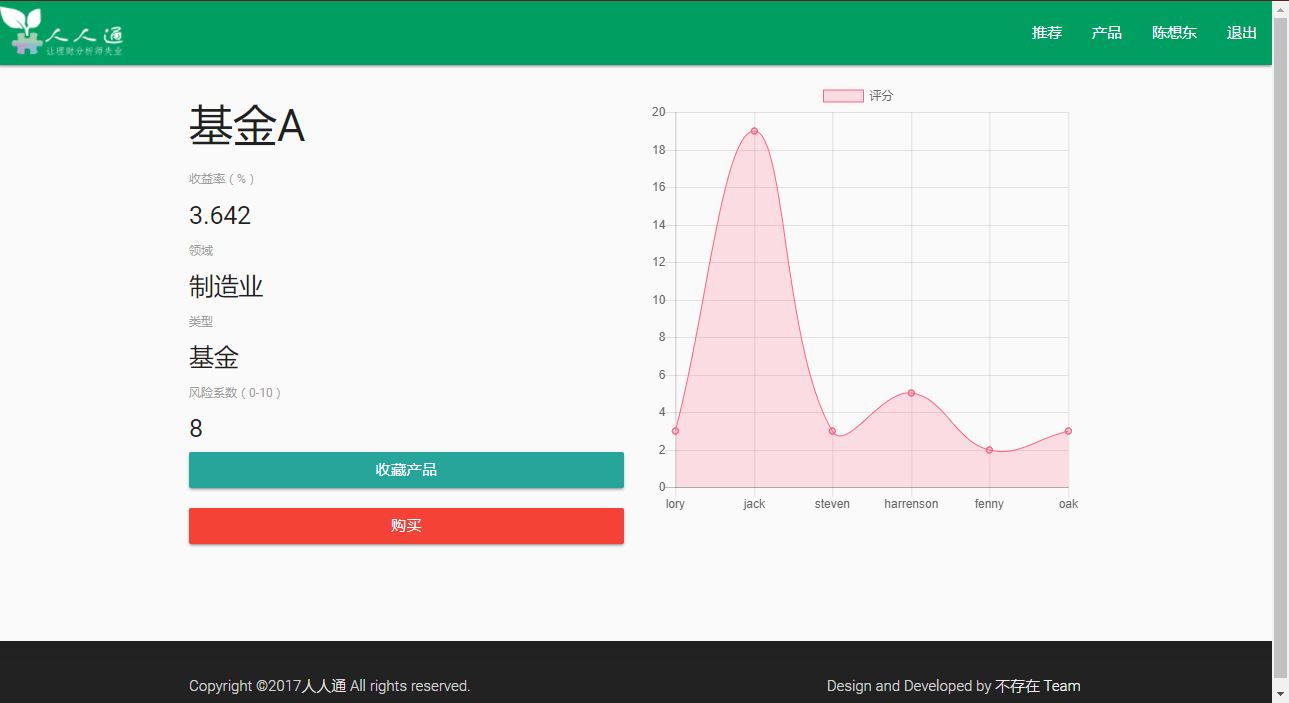 人人通
让理财分析师失业
推荐 产品 陈想东 退出
基金A
收益率 ( % )
3.642
领域
制造业
类型
基金
风险系数 ( 0-10 )
8
收藏产品
购买
评分
20
18
16
14
12
10
8
6
4
2
0
lory jack steven harrenson fenny oak
Copyright ©2017人人通 All rights reserved.
Design and Developed by 不存在 Team